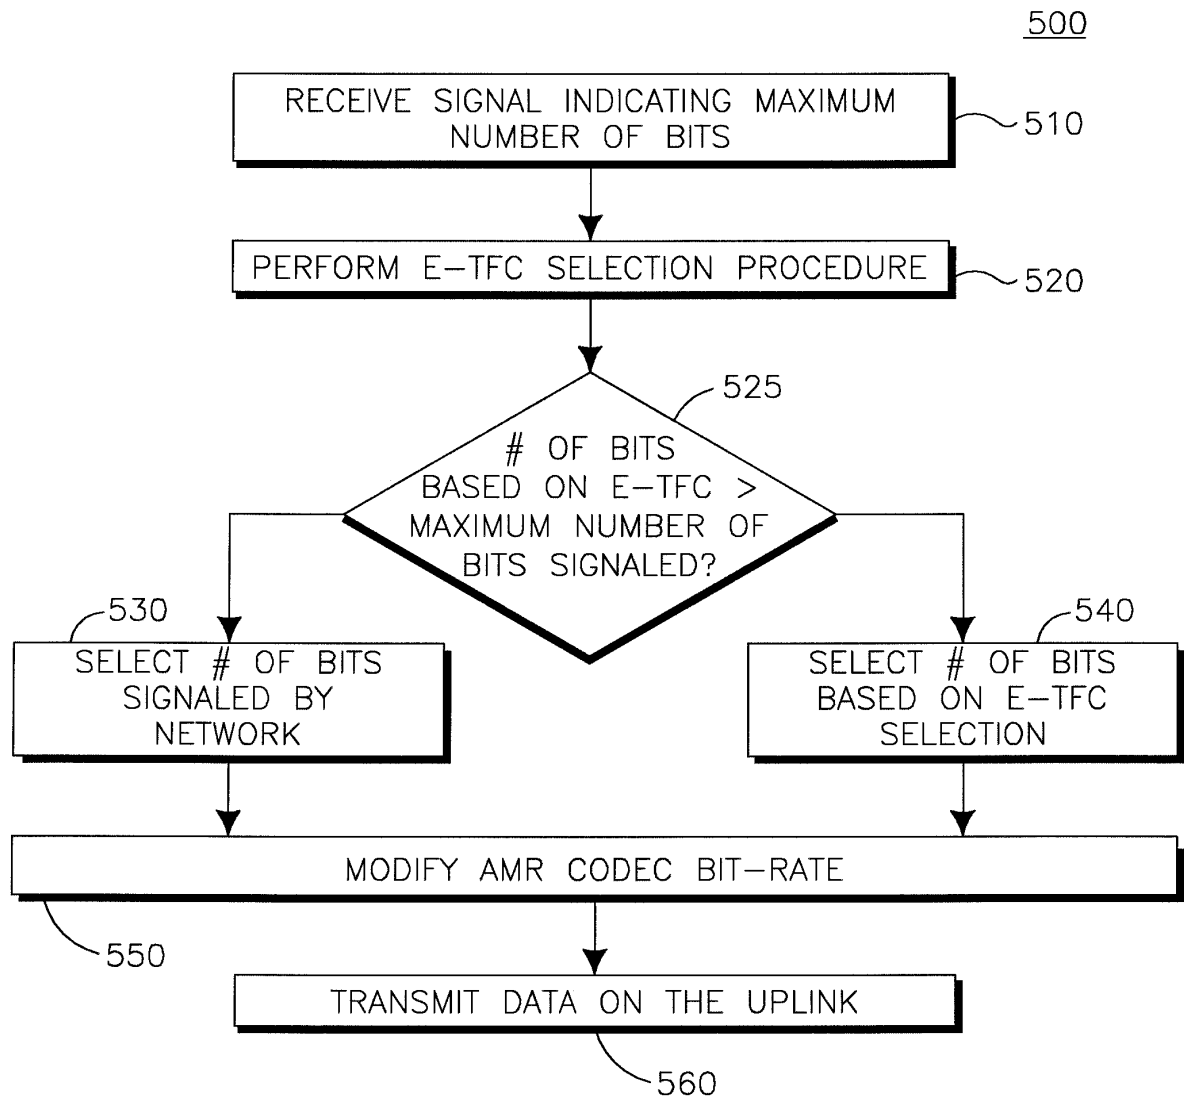 500
RECEIVE SIGNAL INDICATING MAXIMUM
NUMBER OF BITS
510
PERFORM E-TFC SELECTION PROCEDURE
520
525
# OF BITS
BASED ON E-TFC >
MAXIMUM NUMBER OF
BITS SIGNALED?
530
SELECT # OF BITS
SIGNALED BY
NETWORK
540
SELECT # OF BITS
BASED ON E-TFC
SELECTION
MODIFY AMR CODEC BIT-RATE
550
TRANSMIT DATA ON THE UPLINK
560